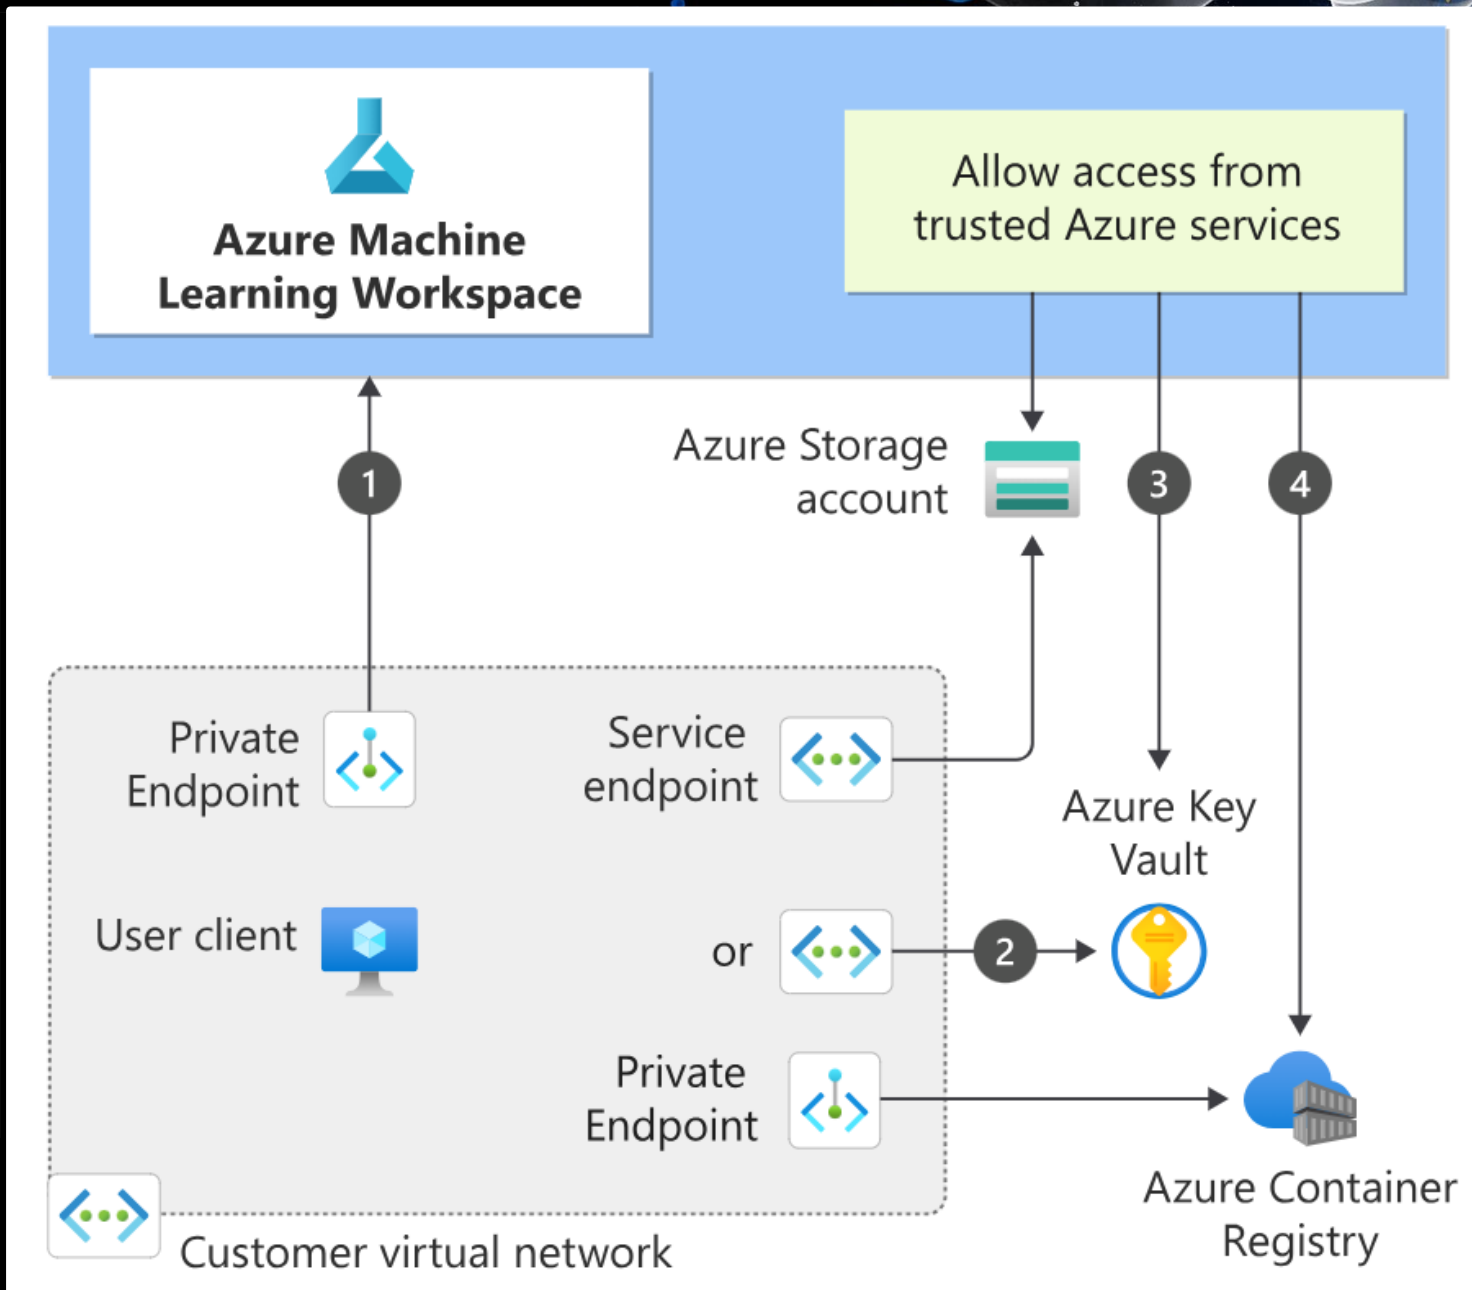 Azure Machine
Learning Workspace
Allow access from
trusted Azure services
Azure Storage
account
1
3
4
Private
Endpoint
Service
endpoint
Azure Key
Vault
User client
or
2
Private
Endpoint
Azure Container
Registry
Customer virtual network